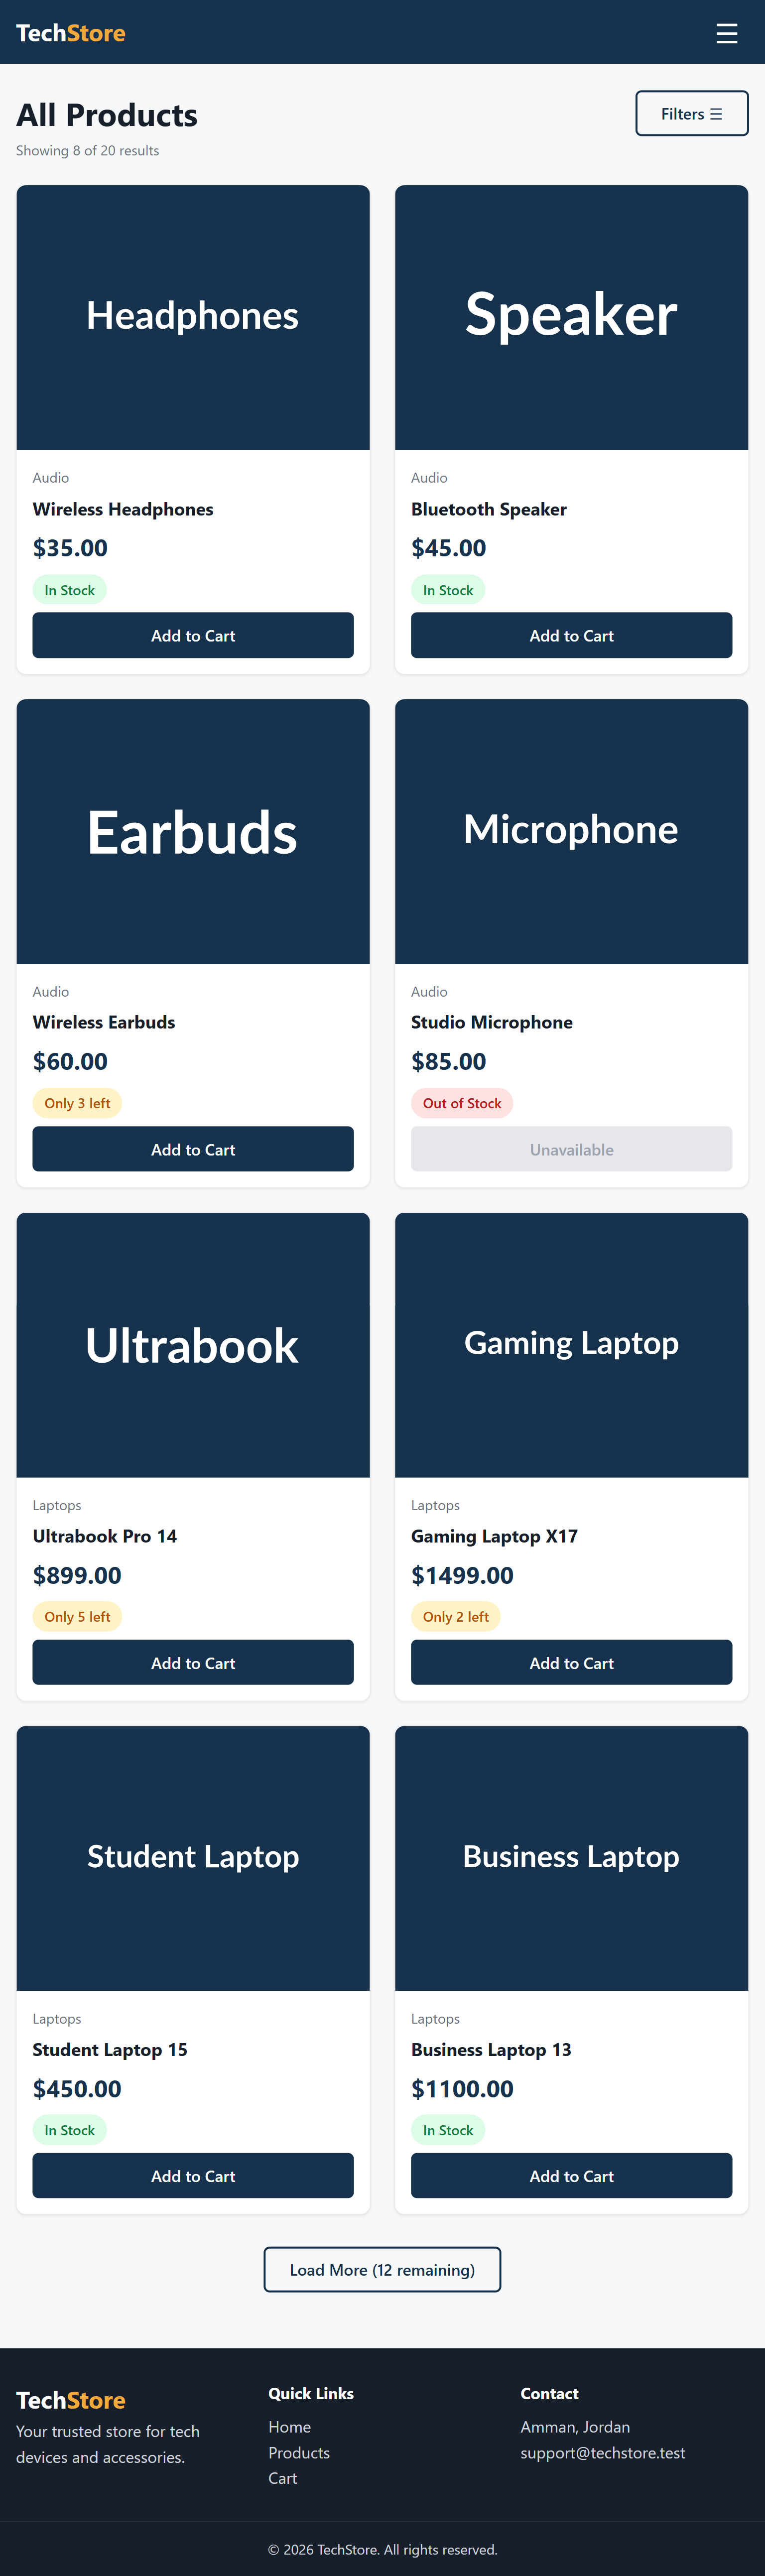 TechStore
All Products
Filters ☰
Showing 8 of 20 results
Headphones
Audio
Wireless Headphones
$35.00
In Stock
Add to Cart
Speaker
Audio
Bluetooth Speaker
$45.00
In Stock
Add to Cart
Earbuds
Audio
Wireless Earbuds
$60.00
Only 3 left
Add to Cart
Microphone
Audio
Studio Microphone
$85.00
Out of Stock
Unavailable
Ultrabook
Laptops
Ultrabook Pro 14
$899.00
Only 5 left
Add to Cart
Gaming Laptop
Laptops
Gaming Laptop X17
$1499.00
Only 2 left
Add to Cart
Student Laptop
Laptops
Student Laptop 15
$450.00
In Stock
Add to Cart
Business Laptop
Laptops
Business Laptop 13
$1100.00
In Stock
Add to Cart
Load More (12 remaining)
TechStore
Your trusted store for tech
devices and accessories.
Quick Links
Home
Products
Cart
Contact
Amman, Jordan
support@techstore.test
© 2026 TechStore. All rights reserved.